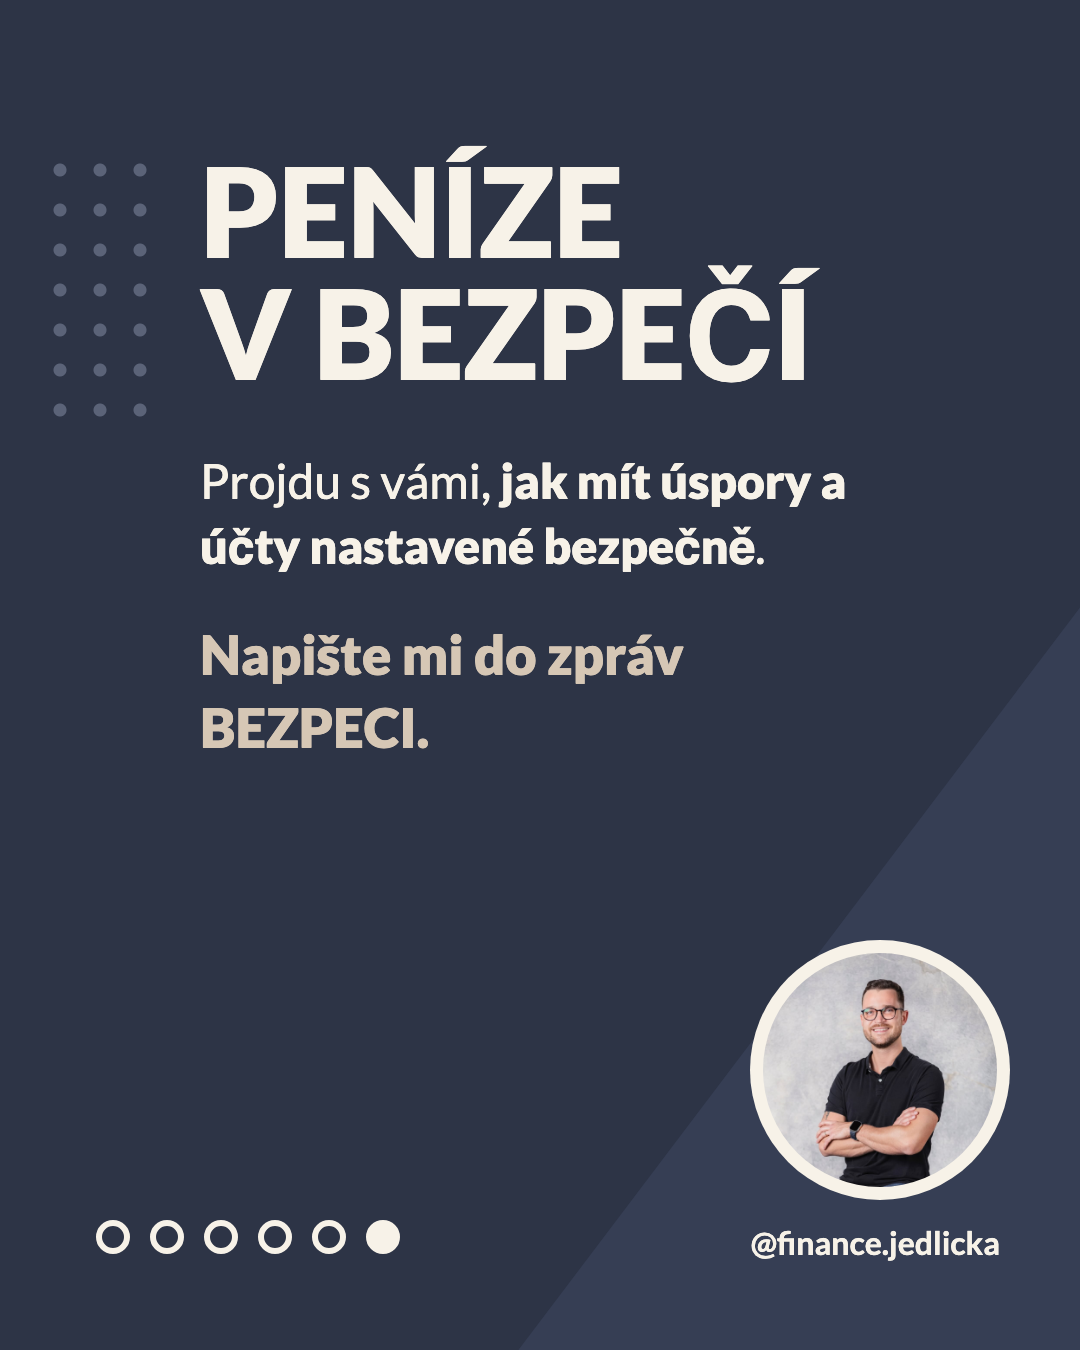 PENÍZE
V BEZPEČÍ
Projdu s vámi, jak mít úspory a
účty nastavené bezpečně.
Napište mi do zpráv
BEZPECI.
@finance.jedlicka